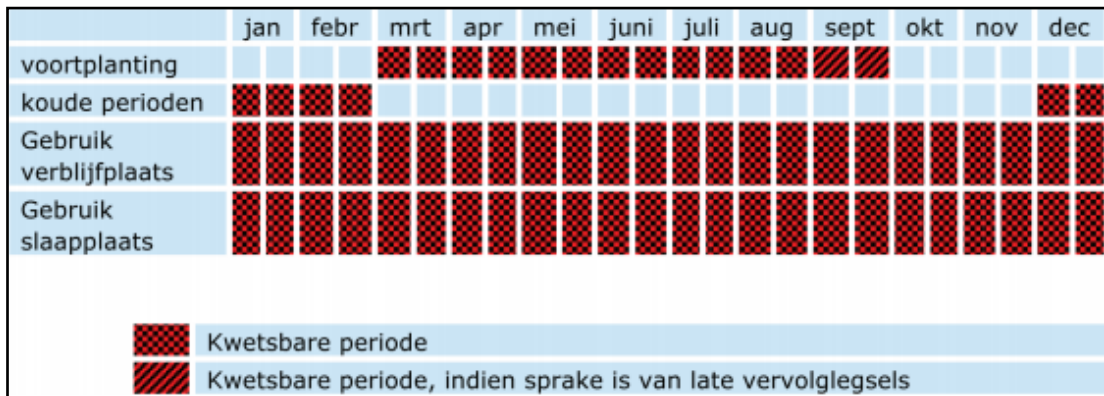 jan febr mrt apr mei juni juli aug sept okt nov dec
voortplanting
koude perioden
Gebruik
verblijfplaats
Gebruik
slaapplaats
Kwetsbare periode
Kwetsbare periode, indien sprake is van late vervolglegsels